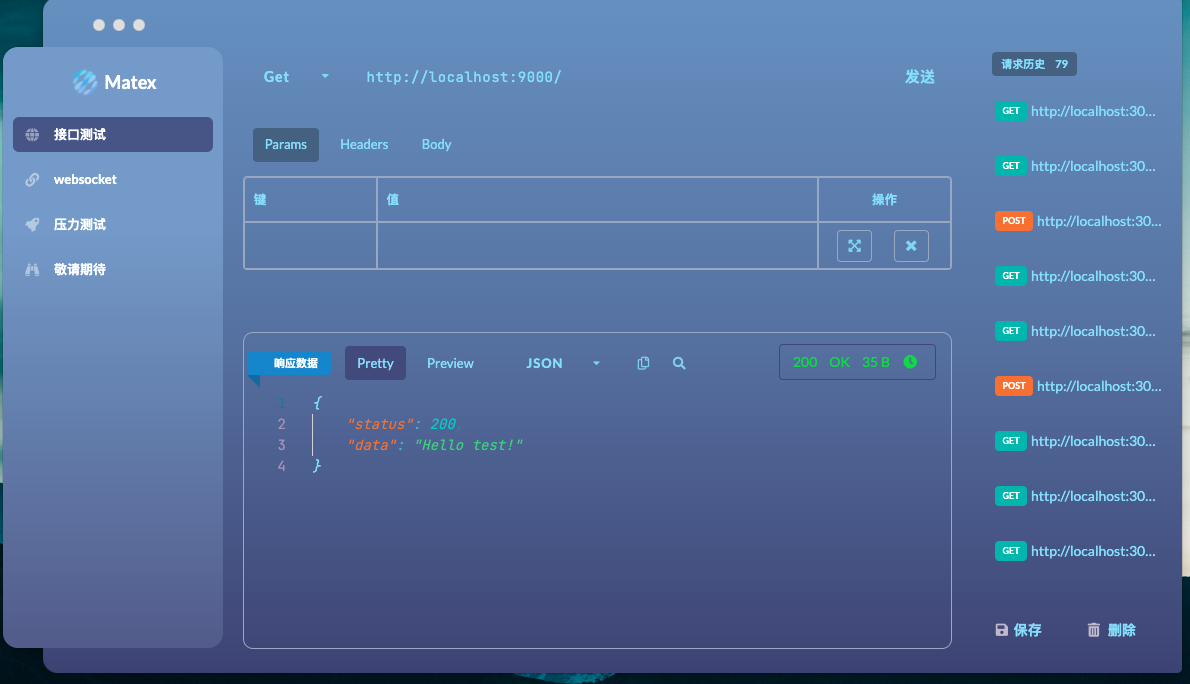 Matex
接口测试
websocket
压力测试
敬请期待
Get http://localhost:9000/ 发送
Params Headers Body
键 值 操作
响应数据 Pretty Preview JSON 200 OK 35 B
1 {
2 "status": 200
3 "data": "Hello test!"
4 }
请求历史 79
GET http://localhost:30...
GET http://localhost:30...
POST http://localhost:30...
GET http://localhost:30...
GET http://localhost:30...
POST http://localhost:30...
GET http://localhost:30...
GET http://localhost:30...
GET http://localhost:30...
保存 删除